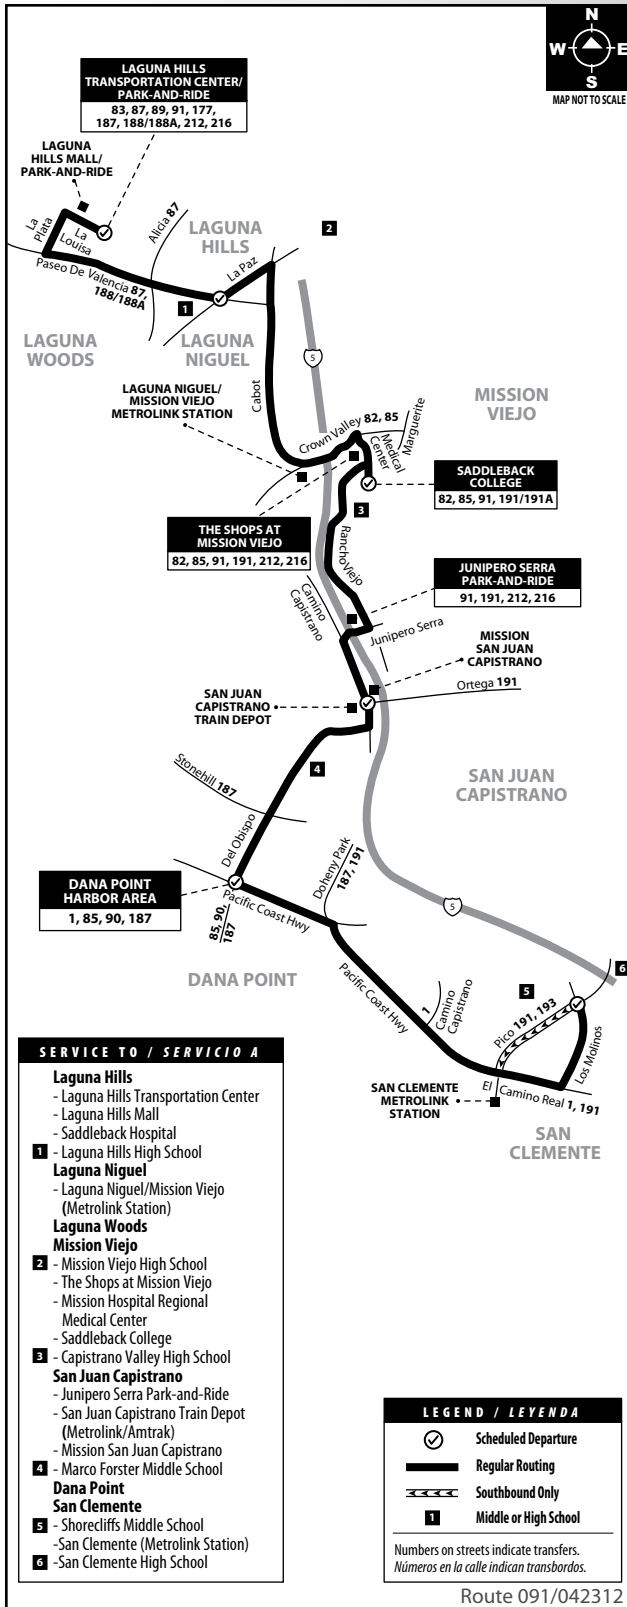 N
W E
S
MAP NOT TO SCALE
LAGUNA HILLS
TRANSPORTATION CENTER/
PARK-AND-RIDE
83, 87, 89, 91, 177,
187, 188/188A, 212, 216
LAGUNA
HILLS MALL/
PARK-AND-RIDE
La
Plata
La
Louisa
Alicia 87
LAGUNA
HILLS
2
Paseo De Valencia 87,
188/188A
La Paz
1
LAGUNA
WOODS
LAGUNA
NIGUEL
5
Cabot
LAGUNA NIGUEL/
MISSION VIEJO
METROLINK STATION
MISSION
VIEJO
Crown Valley 82, 85
Medical
Center
Marguerite
SADDLEBACK
COLLEGE
82, 85, 91, 191/191A
3
THE SHOPS AT
MISSION VIEJO
82, 85, 91, 191, 212, 216
Rancho Viejo
JUNIPERO SERRA
PARK-AND-RIDE
91, 191, 212, 216
Camino
Capistrano
Junipero Serra
MISSION
SAN JUAN
CAPISTRANO
Ortega 191
SAN JUAN
CAPISTRANO
TRAIN DEPOT
4
Stonehill 187
SAN JUAN
CAPISTRANO
Del Obispo
Doheny Park
187, 191
DANA POINT
HARBOR AREA
1, 85, 90, 187
Pacific Coast Hwy
85, 90,
187
5
DANA POINT
6
Pacific Coast Hwy
1
Camino
Capistrano
5
Pico 191, 193
Los Molinos
SAN CLEMENTE
METROLINK
STATION
El Camino Real 1, 191
SAN
CLEMENTE
SERVICE TO / SERVICIO A
Laguna Hills
- Laguna Hills Transportation Center
- Laguna Hills Mall
- Saddleback Hospital
1 - Laguna Hills High School
Laguna Niguel
- Laguna Niguel/Mission Viejo
(Metrolink Station)
Laguna Woods
Mission Viejo
2 - Mission Viejo High School
- The Shops at Mission Viejo
- Mission Hospital Regional
Medical Center
- Saddleback College
3 - Capistrano Valley High School
San Juan Capistrano
- Junipero Serra Park-and-Ride
- San Juan Capistrano Train Depot
(Metrolink/Amtrak)
- Mission San Juan Capistrano
4 - Marco Forster Middle School
Dana Point
San Clemente
5 - Shorecliffs Middle School
-San Clemente (Metrolink Station)
6 -San Clemente High School
LEGEND / LEYENDA
Scheduled Departure
Regular Routing
Southbound Only
1 Middle or High School
Numbers on streets indicate transfers.
Números en la calle indican transbordos.
Route 091/042312